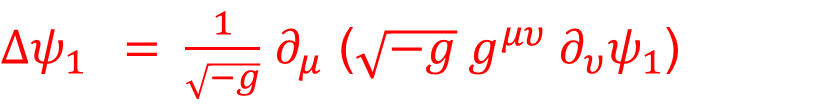 Δψ₁ = 1/√−g ∂_μ (√−g g^{μυ} ∂_υψ₁)